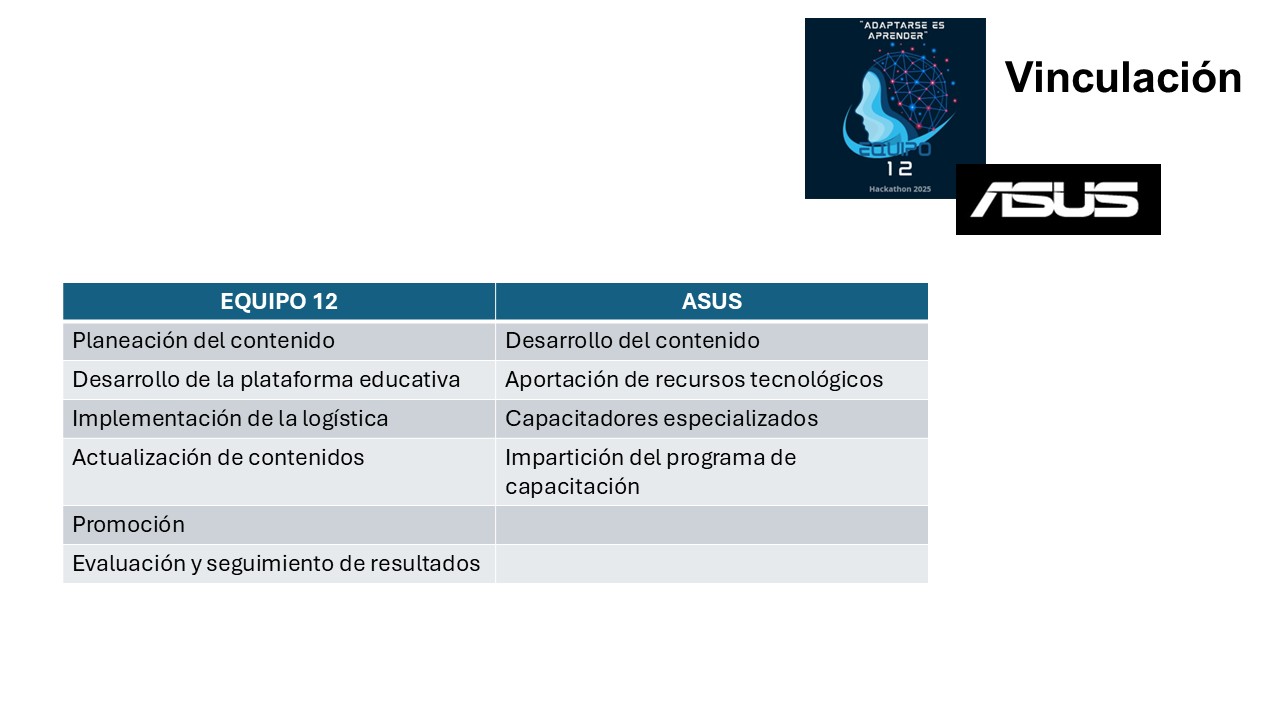 "ADAPTARSE ES
APRENDER"
EQUIPO
12
Hackathon 2025
Vinculación
ASUS
EQUIPO 12 ASUS
Planeación del contenido Desarrollo del contenido
Desarrollo de la plataforma educativa Aportación de recursos tecnológicos
Implementación de la logística Capacitadores especializados
Actualización de contenidos Impartición del programa de
capacitación
Promoción
Evaluación y seguimiento de resultados